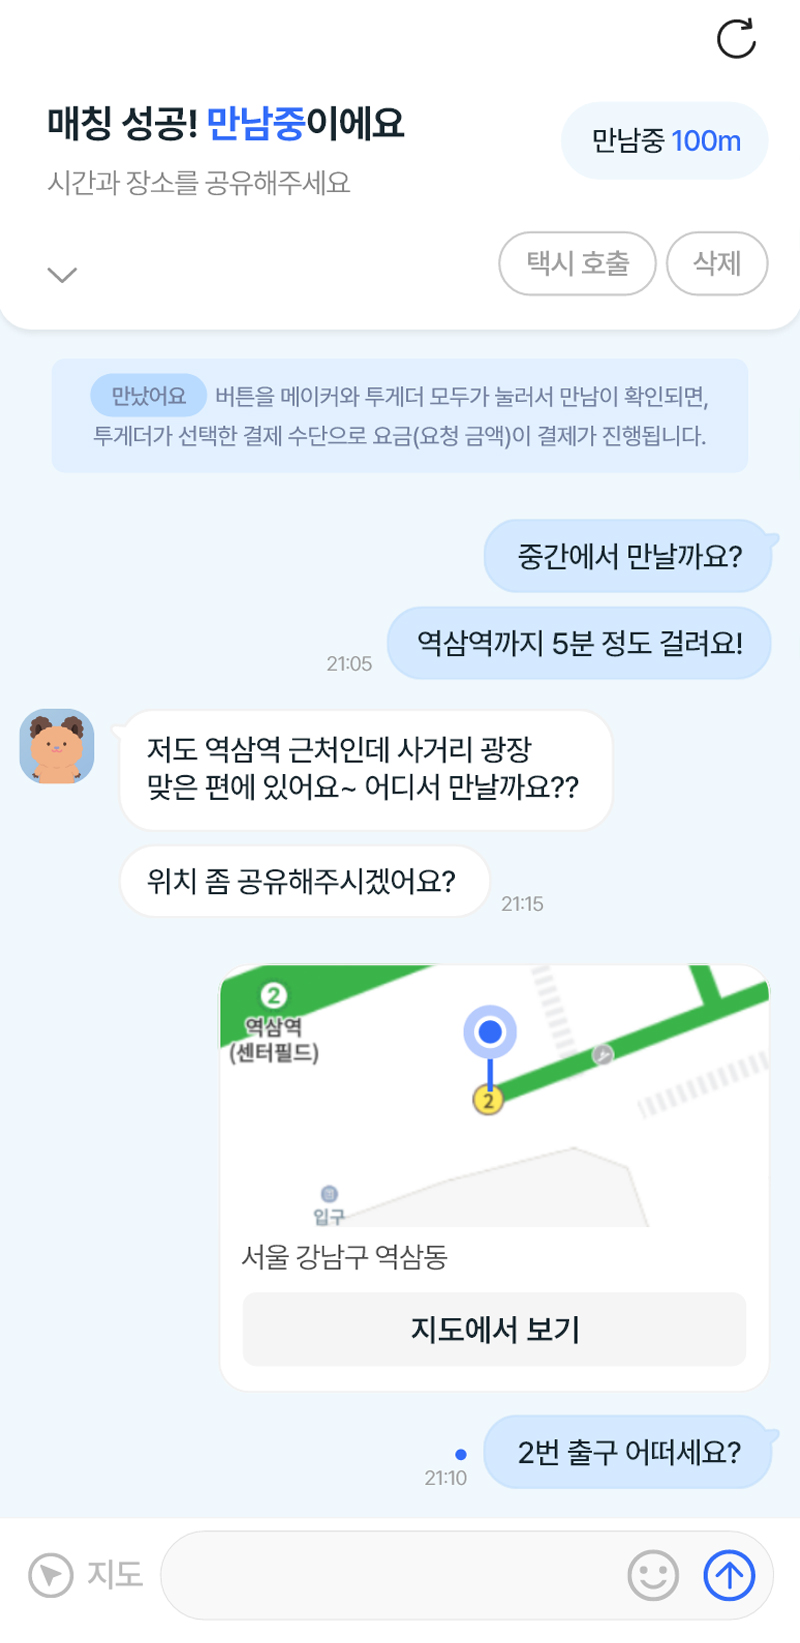 매칭 성공! 만남중이에요
만남중 100m
시간과 장소를 공유해주세요
택시 호출
삭제
만났어요 버튼을 메이커와 투게더 모두가 눌러서 만남이 확인되면,
투게더가 선택한 결제 수단으로 요금(요청 금액)이 결제가 진행됩니다.
중간에서 만날까요?
역삼역까지 5분 정도 걸려요!
21:05
저도 역삼역 근처인데 사거리 광장
맞은 편에 있어요~ 어디서 만날까요??
위치 좀 공유해주시겠어요?
21:15
2
역삼역
(센터필드)
2
입구
서울 강남구 역삼동
지도에서 보기
2번 출구 어떠세요?
21:10
지도